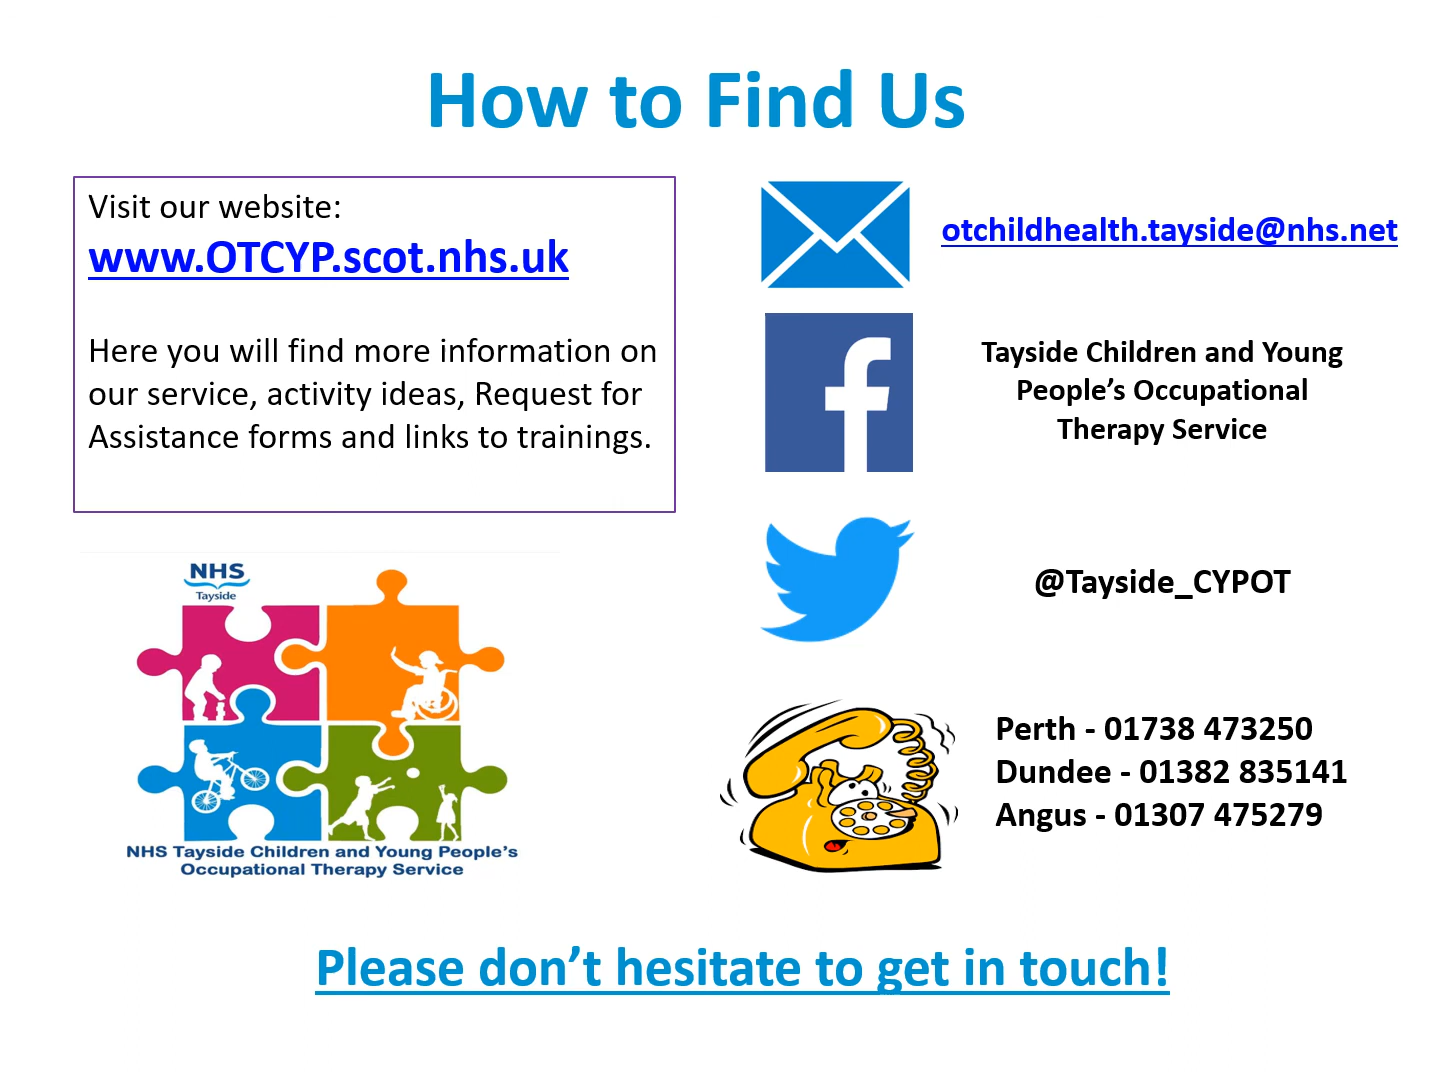 How to Find Us
Visit our website:
www.OTCYP.scot.nhs.uk
Here you will find more information on
our service, activity ideas, Request for
Assistance forms and links to trainings.
otchildhealth.tayside@nhs.net
Tayside Children and Young
People’s Occupational
Therapy Service
@Tayside_CYPOT
Perth - 01738 473250
Dundee - 01382 835141
Angus - 01307 475279
NHS
Tayside
NHS Tayside Children and Young People’s
Occupational Therapy Service
Please don’t hesitate to get in touch!